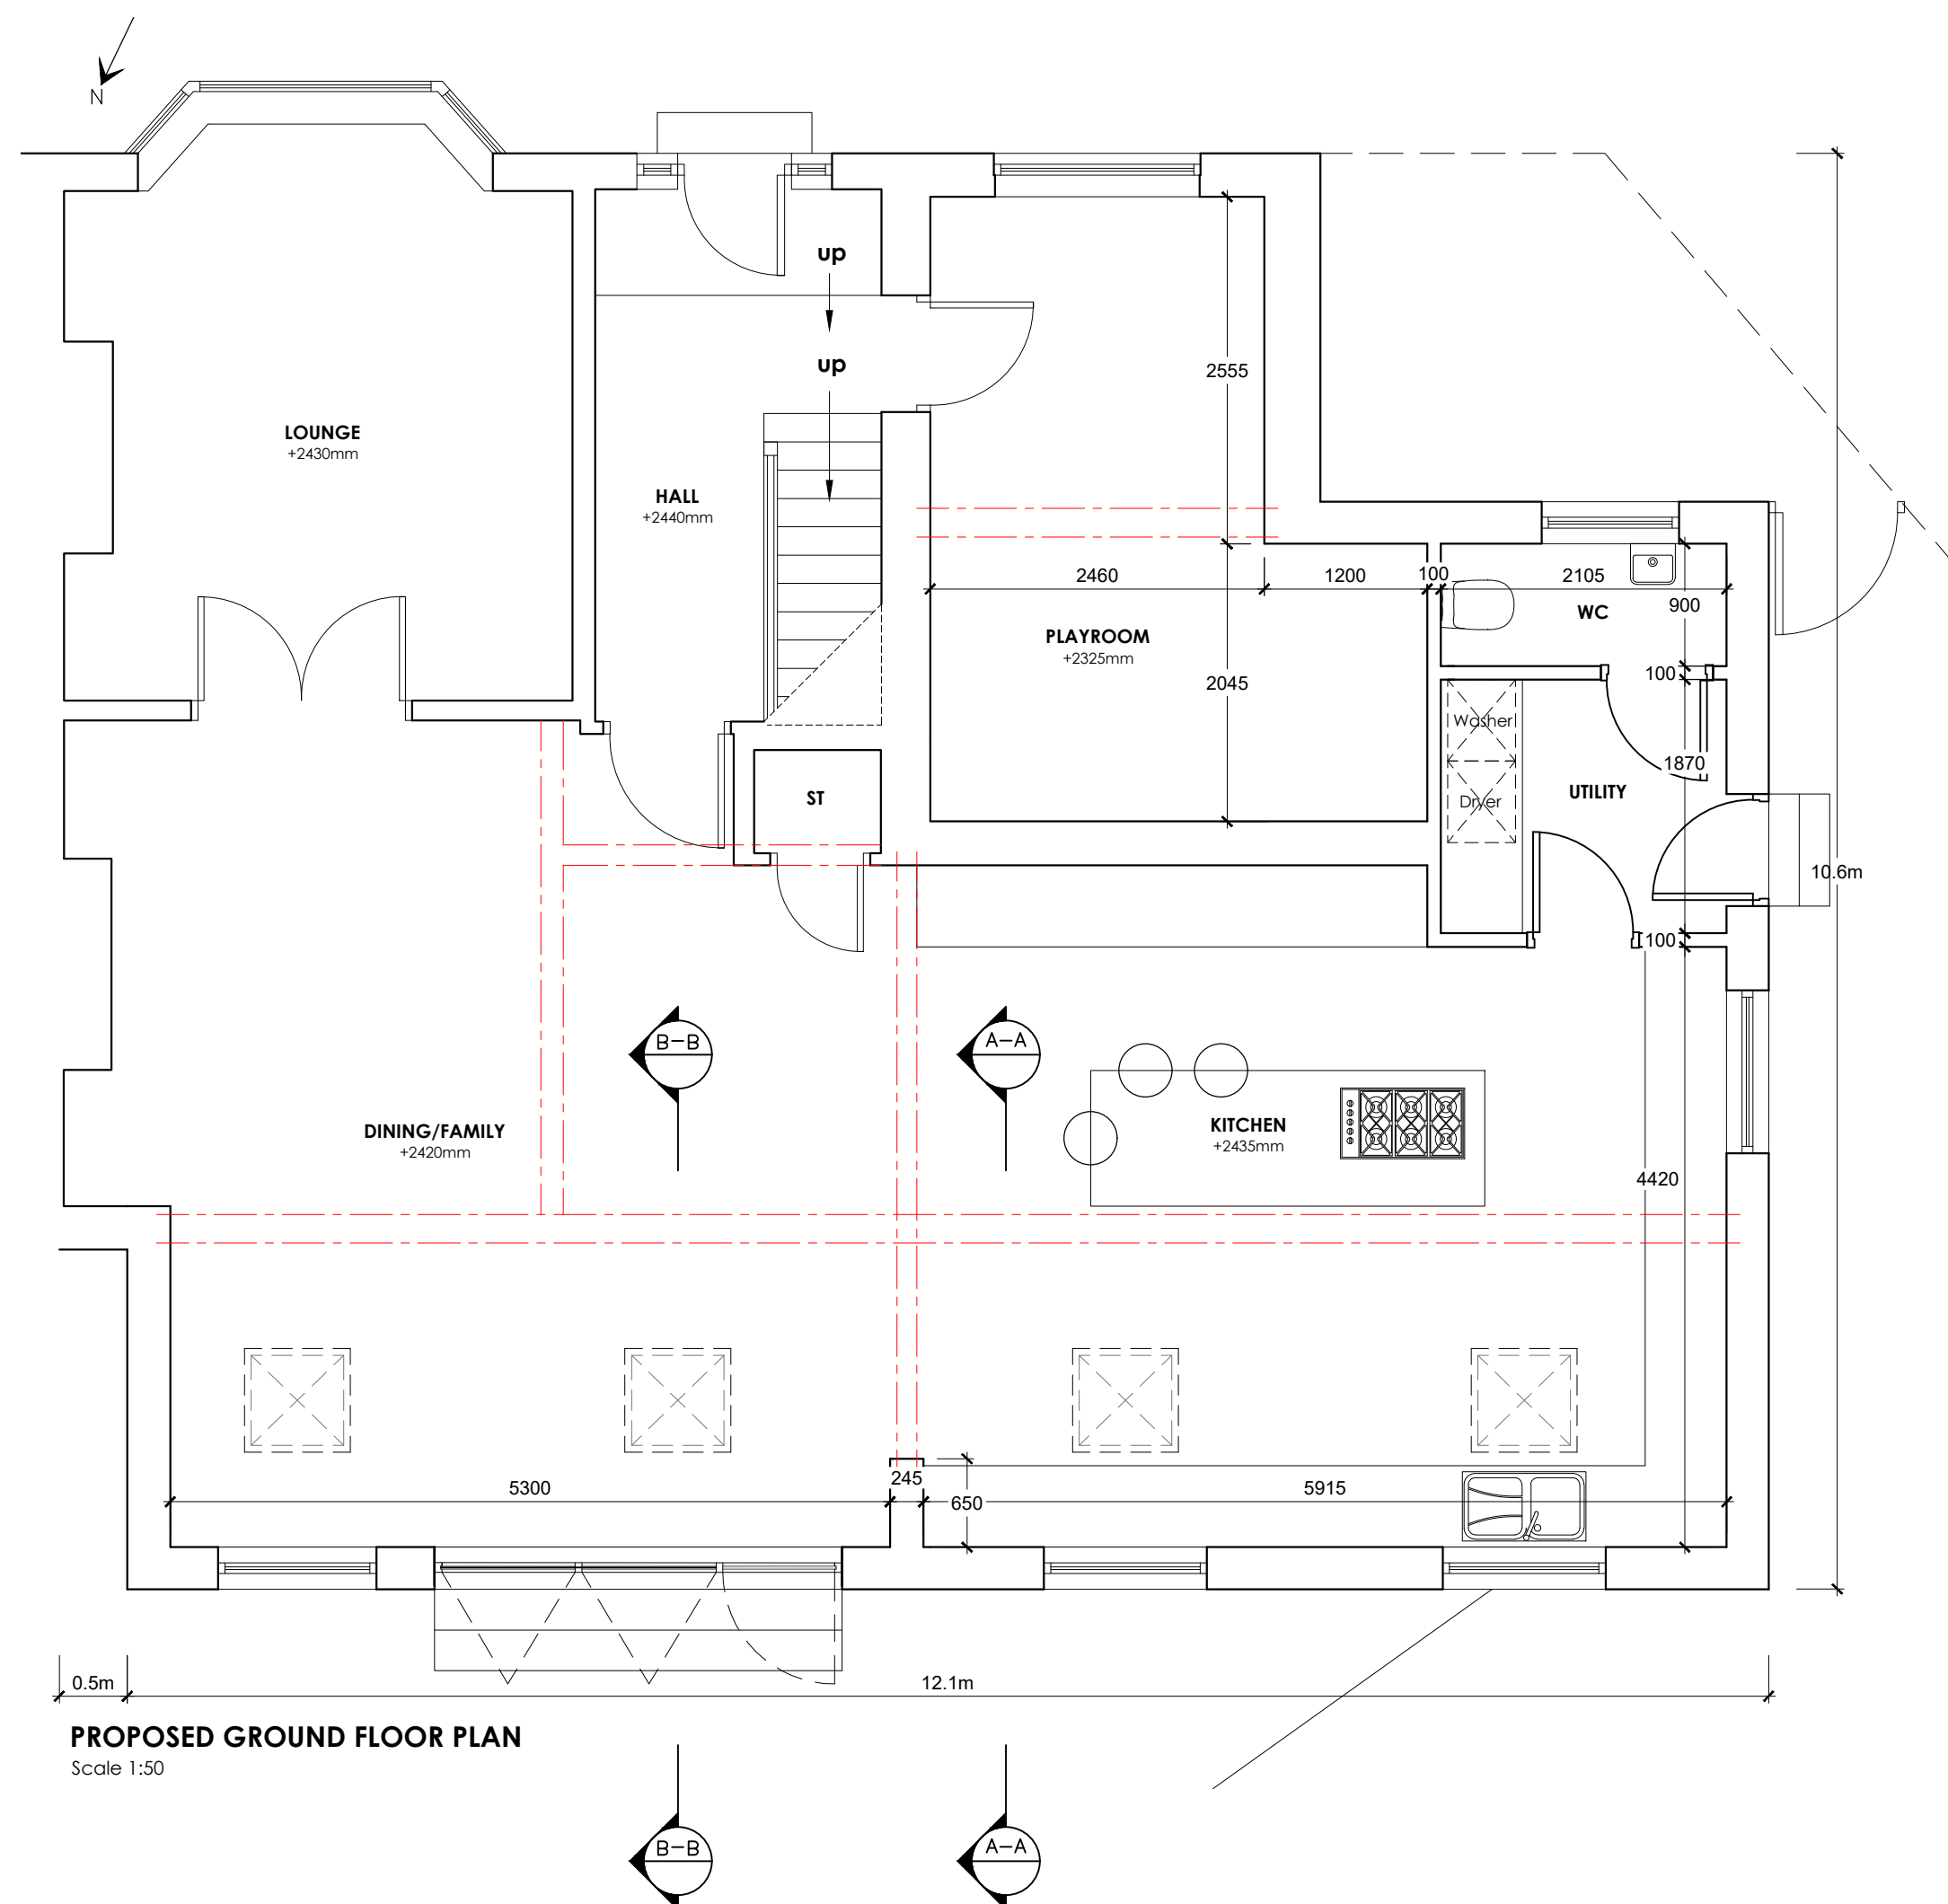 N
up
up
LOUNGE
+2430mm
2555
HALL
+2440mm
2460
1200
100
2105
900
WC
PLAYROOM
+2325mm
2045
100
Washer
1870
Dryer
UTILITY
ST
10.6m
100
B-B
A-A
DINING/FAMILY
+2420mm
KITCHEN
+2435mm
4420
5300
245
650
5915
0.5m
12.1m
PROPOSED GROUND FLOOR PLAN
Scale 1:50
B-B
A-A